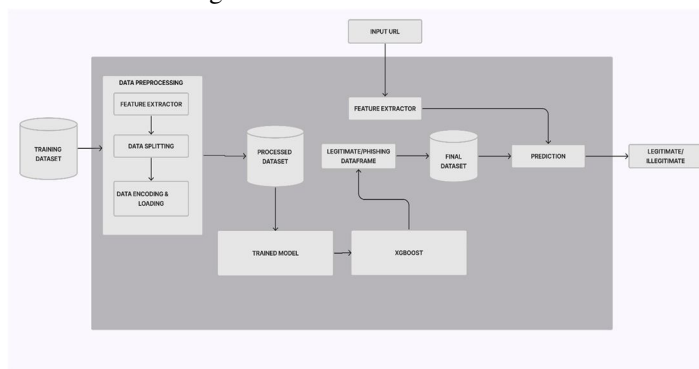 INPUT URL
DATA PREPROCESSING
FEATURE EXTRACTOR
DATA SPLITTING
DATA ENCODING &
LOADING
TRAINING
DATASET
PROCESSED
DATASET
FEATURE EXTRACTOR
LEGITIMATE/PHISHING
DATAFRAME
FINAL
DATASET
PREDICTION
LEGITIMATE/
ILLEGITIMATE
TRAINED MODEL
XGBOOST